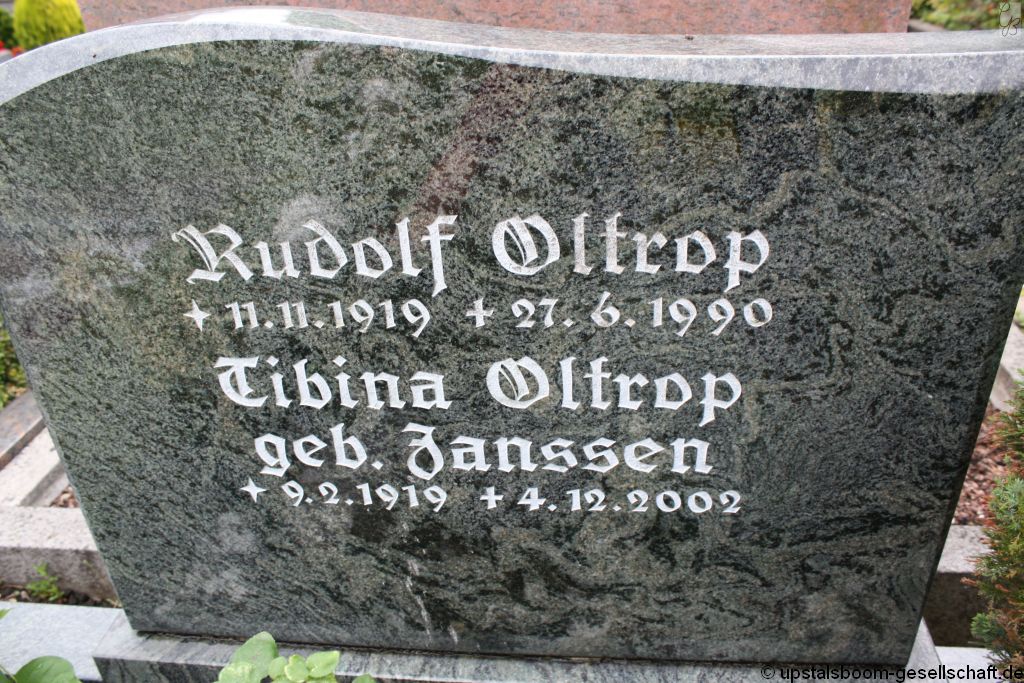 Rudolf Oltrop
11.11.1919 27.6.1990
Tibina Oltrop
geb. Janssen
9.2.1919 4.12.2002
© upstalsboom-gesellschaft.de